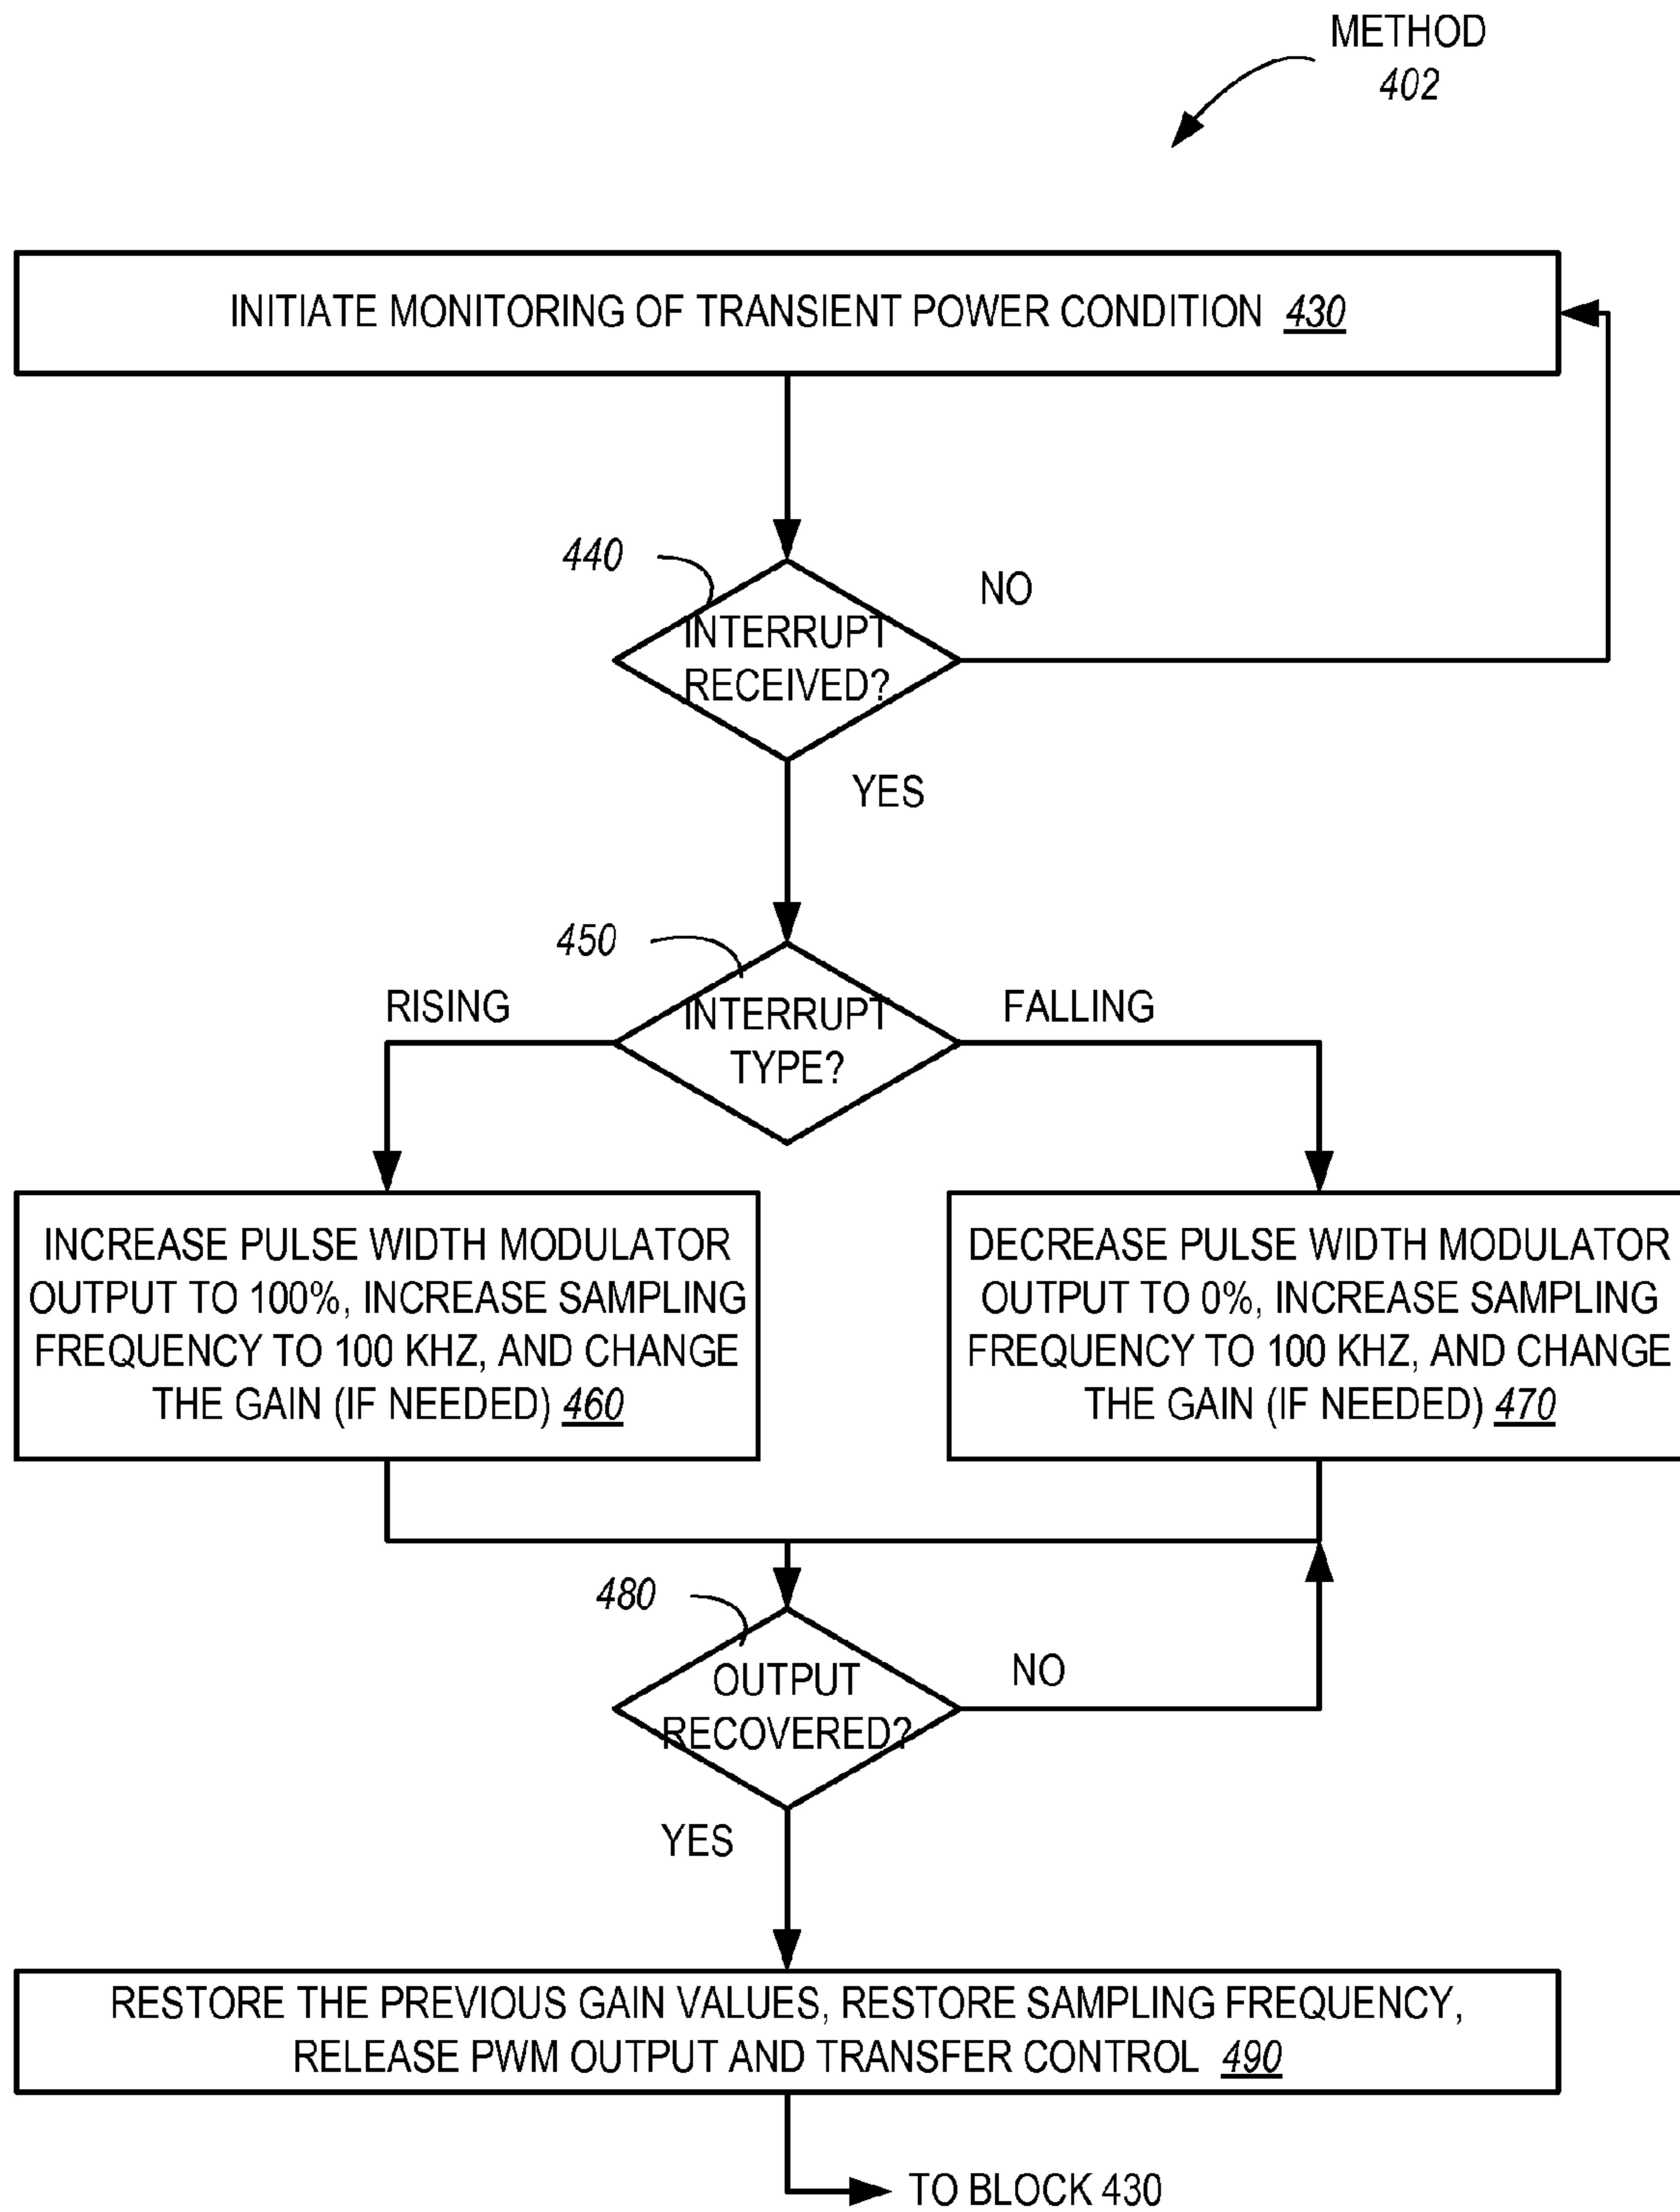 METHOD
402
INITIATE MONITORING OF TRANSIENT POWER CONDITION 430
440
INTERRUPT
RECEIVED?
NO
YES
450
INTERRUPT
TYPE?
RISING
FALLING
INCREASE PULSE WIDTH MODULATOR
OUTPUT TO 100%, INCREASE SAMPLING
FREQUENCY TO 100 KHZ, AND CHANGE
THE GAIN (IF NEEDED) 460
DECREASE PULSE WIDTH MODULATOR
OUTPUT TO 0%, INCREASE SAMPLING
FREQUENCY TO 100 KHZ, AND CHANGE
THE GAIN (IF NEEDED) 470
480
OUTPUT
RECOVERED?
NO
YES
RESTORE THE PREVIOUS GAIN VALUES, RESTORE SAMPLING FREQUENCY,
RELEASE PWM OUTPUT AND TRANSFER CONTROL 490
TO BLOCK 430